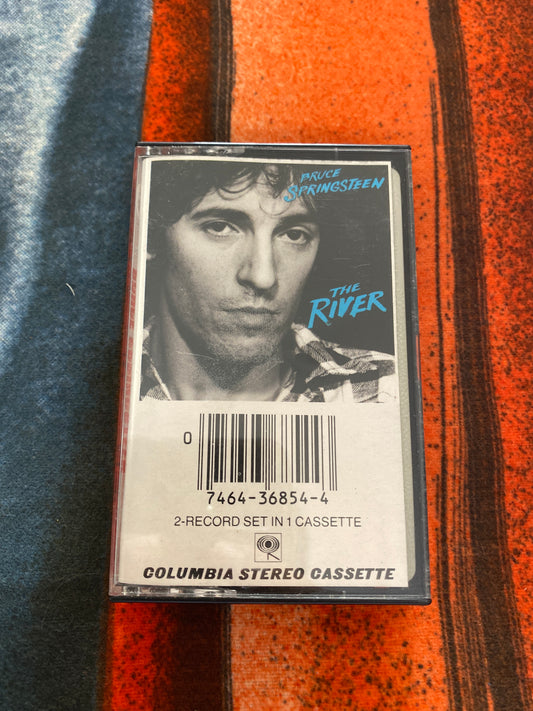 BRUCE
SPRINGSTEEN
THE
RIVER
0
7464-36854-4
2-RECORD SET IN 1 CASSETTE
COLUMBIA STEREO CASSETTE